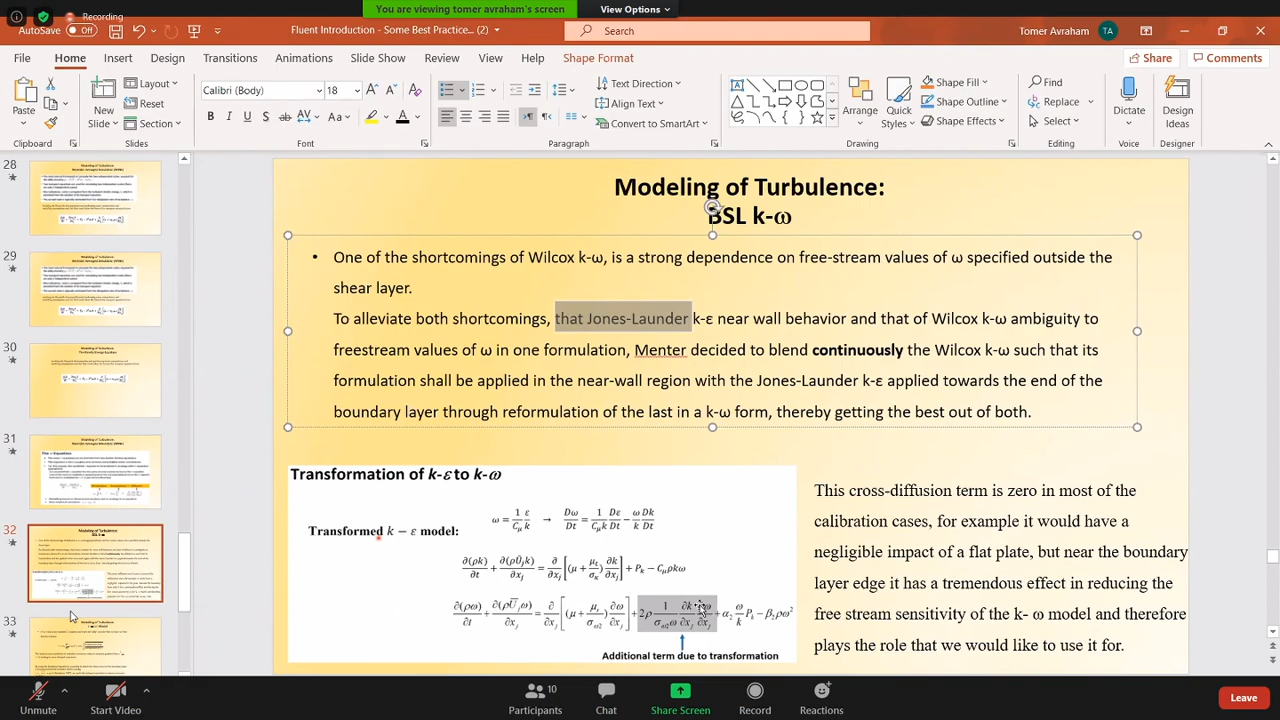 Recording
You are viewing tomer avraham's screen
View Options
AutoSave Off
Fluent Introduction - Some Best Practice... (2)
Search
Tomer Avraham TA
File Home Insert Design Transitions Animations Slide Show Review View Help Shape Format Share Comments
Paste
New Slide
Layout
Reset
Section
Calibri (Body) 18
Text Direction
Align Text
Convert to SmartArt
Arrange
Quick Styles
Shape Fill
Shape Outline
Shape Effects
Find
Replace
Select
Dictate
Design Ideas
Clipboard Slides Font Paragraph Drawing Editing Voice Designer
28
29
30
31
32
33
Modeling of Turbulence:
BSL k-ω
• One of the shortcomings of Wilcox k-ω, is a strong dependence on free-stream values of ω specified outside the
shear layer.
To alleviate both shortcomings, that Jones-Launder k-ε near wall behavior and that of Wilcox k-ω ambiguity to
freestream values of ω in its formulation, Menter decided to blend continuously the Wilcox k-ω such that its
formulation shall be applied in the near-wall region with the Jones-Launder k-ε applied towards the end of the
boundary layer through reformulation of the last in a k-ω form, thereby getting the best out of both.
Transformation of k-ε to k-ω
Transformed k − ε model:
Additional term due to transformation
This cross-diffusion term is zero in most of the
calibration cases, for example it would have a
negligible impact of a flat plate, but near the boundary
layer edge it has a tremendous effect in reducing the
free stream sensitivity of the k- ω model and therefore
plays the role that we would like to use it for.
Unmute
Start Video
10
Participants
Chat
Share Screen
Record
Reactions
Leave